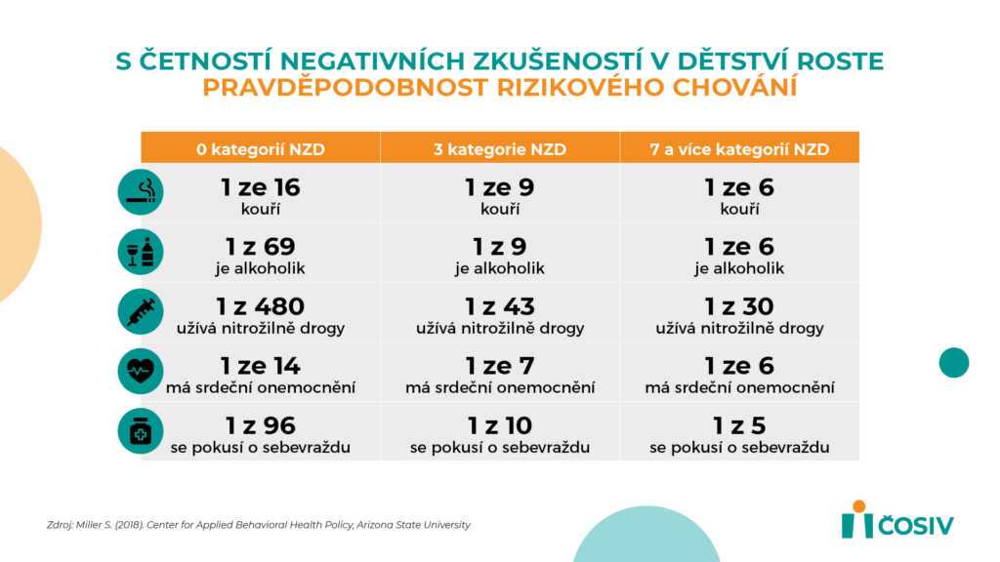 S ČETNOSTÍ NEGATIVNÍCH ZKUŠENOSTÍ V DĚTSTVÍ ROSTE
PRAVDĚPODOBNOST RIZIKOVÉHO CHOVÁNÍ
0 kategorií NZD
3 kategorie NZD
7 a více kategorií NZD
1 ze 16
kouří
1 ze 9
kouří
1 ze 6
kouří
1 z 69
je alkoholik
1 z 9
je alkoholik
1 ze 6
je alkoholik
1 z 480
užívá nitrožilně drogy
1 z 43
užívá nitrožilně drogy
1 z 30
užívá nitrožilně drogy
1 ze 14
má srdeční onemocnění
1 ze 7
má srdeční onemocnění
1 ze 6
má srdeční onemocnění
1 z 96
se pokusí o sebevraždu
1 z 10
se pokusí o sebevraždu
1 z 5
se pokusí o sebevraždu
Zdroj: Miller S. (2018). Center for Applied Behavioral Health Policy, Arizona State University
ČOSIV